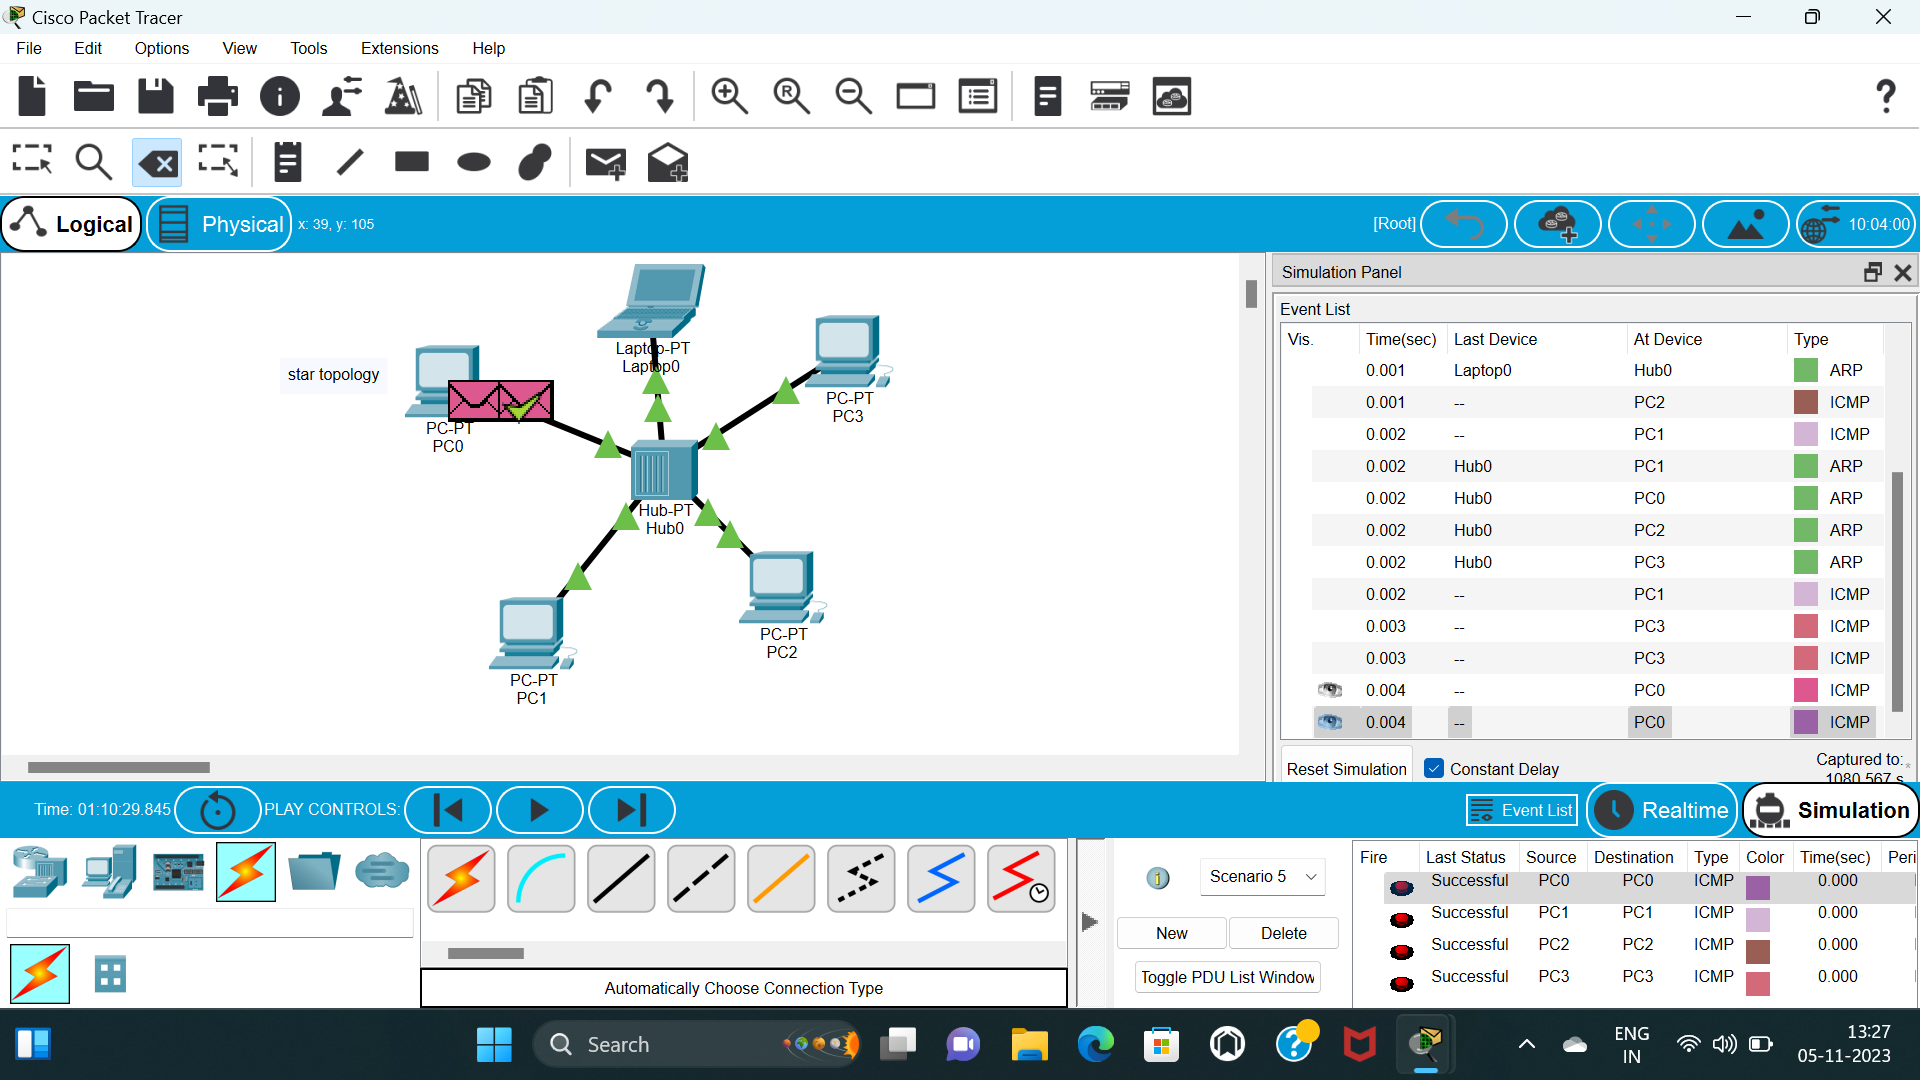 Cisco Packet Tracer
File Edit Options View Tools Extensions Help
Logical Physical x: 39, y: 105 [Root] 10:04:00
star topology
Laptop-PT
Laptop0
PC-PT
PC3
PC-PT
PC0
Hub-PT
Hub0
PC-PT
PC2
PC-PT
PC1
Simulation Panel
Event List
Vis. Time(sec) Last Device At Device Type
0.001 Laptop0 Hub0 ARP
0.001 -- PC2 ICMP
0.002 -- PC1 ICMP
0.002 Hub0 PC1 ARP
0.002 Hub0 PC0 ARP
0.002 Hub0 PC2 ARP
0.002 Hub0 PC3 ARP
0.002 -- PC1 ICMP
0.003 -- PC3 ICMP
0.003 -- PC3 ICMP
0.004 -- PC0 ICMP
0.004 -- PC0 ICMP
Reset Simulation Constant Delay Captured to:*
1080.567 s
Time: 01:10:29.845 PLAY CONTROLS: Event List Realtime Simulation
Automatically Choose Connection Type
Scenario 5
New Delete
Toggle PDU List Window
Fire Last Status Source Destination Type Color Time(sec) Peri
Successful PC0 PC0 ICMP 0.000
Successful PC1 PC1 ICMP 0.000
Successful PC2 PC2 ICMP 0.000
Successful PC3 PC3 ICMP 0.000
Search
ENG
IN
13:27
05-11-2023